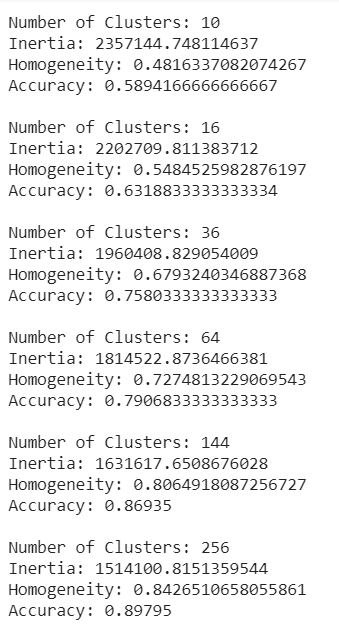 Number of Clusters: 10
Inertia: 2357144.748114637
Homogeneity: 0.4816337082074267
Accuracy: 0.5894166666666667
Number of Clusters: 16
Inertia: 2202709.811383712
Homogeneity: 0.5484525982876197
Accuracy: 0.6318833333333334
Number of Clusters: 36
Inertia: 1960408.829054009
Homogeneity: 0.6793240346887368
Accuracy: 0.7580333333333333
Number of Clusters: 64
Inertia: 1814522.8736466381
Homogeneity: 0.7274813229069543
Accuracy: 0.7906833333333333
Number of Clusters: 144
Inertia: 1631617.6508676028
Homogeneity: 0.8064918087256727
Accuracy: 0.86935
Number of Clusters: 256
Inertia: 1514100.8151359544
Homogeneity: 0.8426510658055861
Accuracy: 0.89795